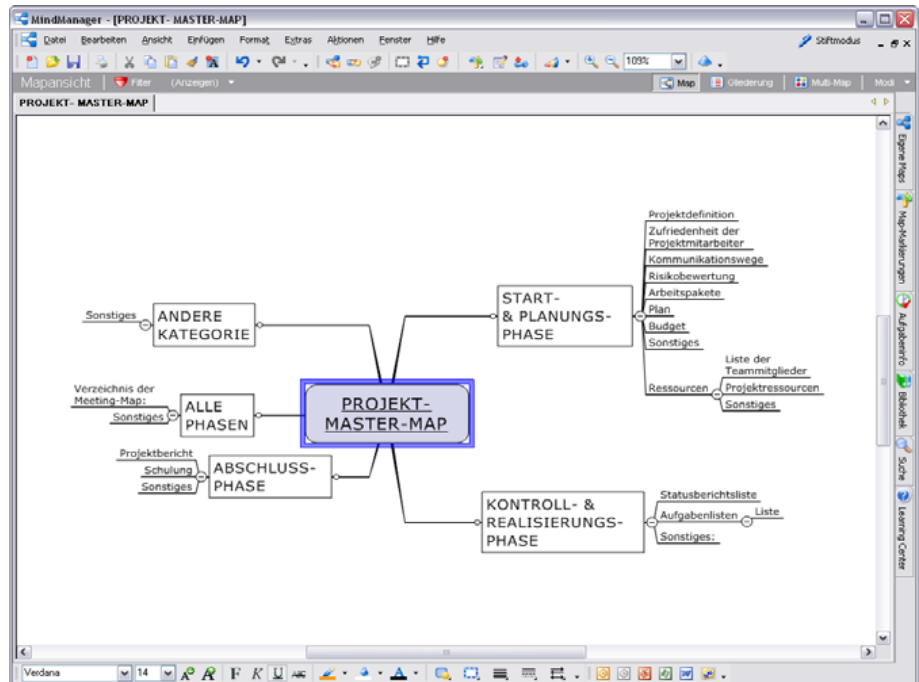 MindManager - [PROJEKT- MASTER-MAP]
Datei Bearbeiten Ansicht Einfügen Format Extras Aktionen Fenster Hilfe Stiftmodus
109%
Mapansicht Filter (Anzeigen) Map Gliederung Multi-Map Modi
PROJEKT- MASTER-MAP
ANDERE
KATEGORIE
Sonstiges
ALLE
PHASEN
Verzeichnis der
Meeting-Map:
Sonstiges
ABSCHLUSS-
PHASE
Projektbericht
Schulung
Sonstiges
PROJEKT-
MASTER-MAP
START-
& PLANUNGS-
PHASE
Projektdefinition
Zufriedenheit der
Projektmitarbeiter
Kommunikationswege
Risikobewertung
Arbeitspakete
Plan
Budget
Sonstiges
Ressourcen
Liste der
Teammitglieder
Projektressourcen
Sonstiges
KONTROLL- &
REALISIERUNGS-
PHASE
Statusberichtsliste
Aufgabenlisten
Liste
Sonstiges:
Eigene Maps
Map-Markierungen
Aufgabeninfo
Bibliothek
Suche
Learning Center
Verdana 14 F K U abc